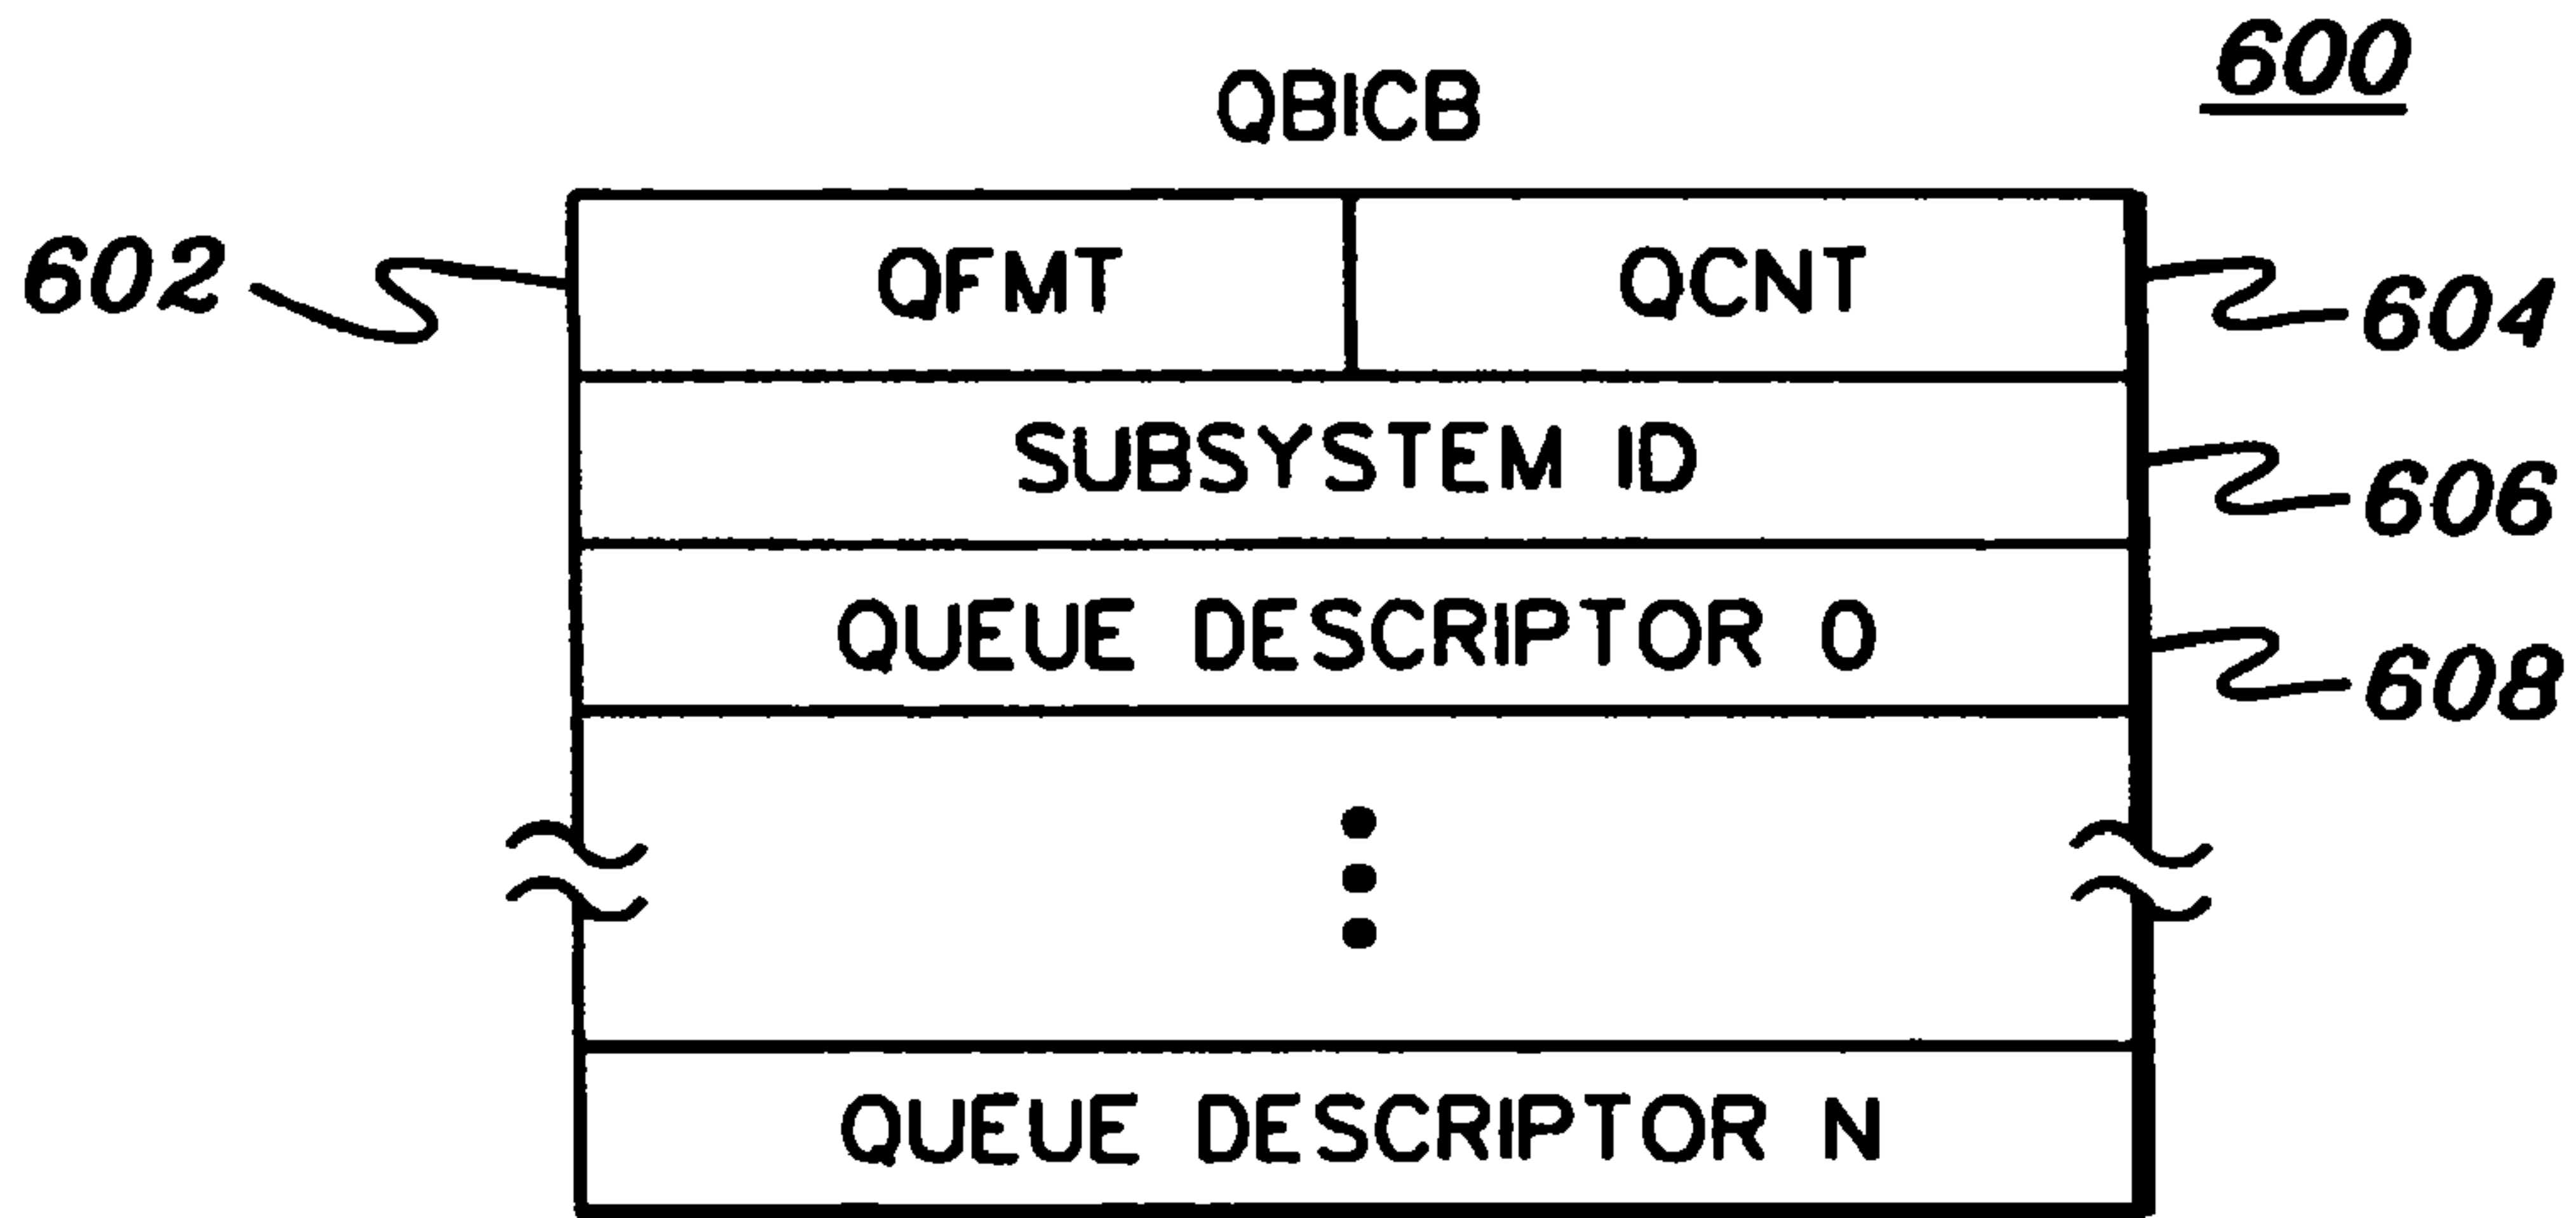 600
QBICB
602 QFMT QCNT 604
SUBSYSTEM ID 606
QUEUE DESCRIPTOR 0 608
QUEUE DESCRIPTOR N